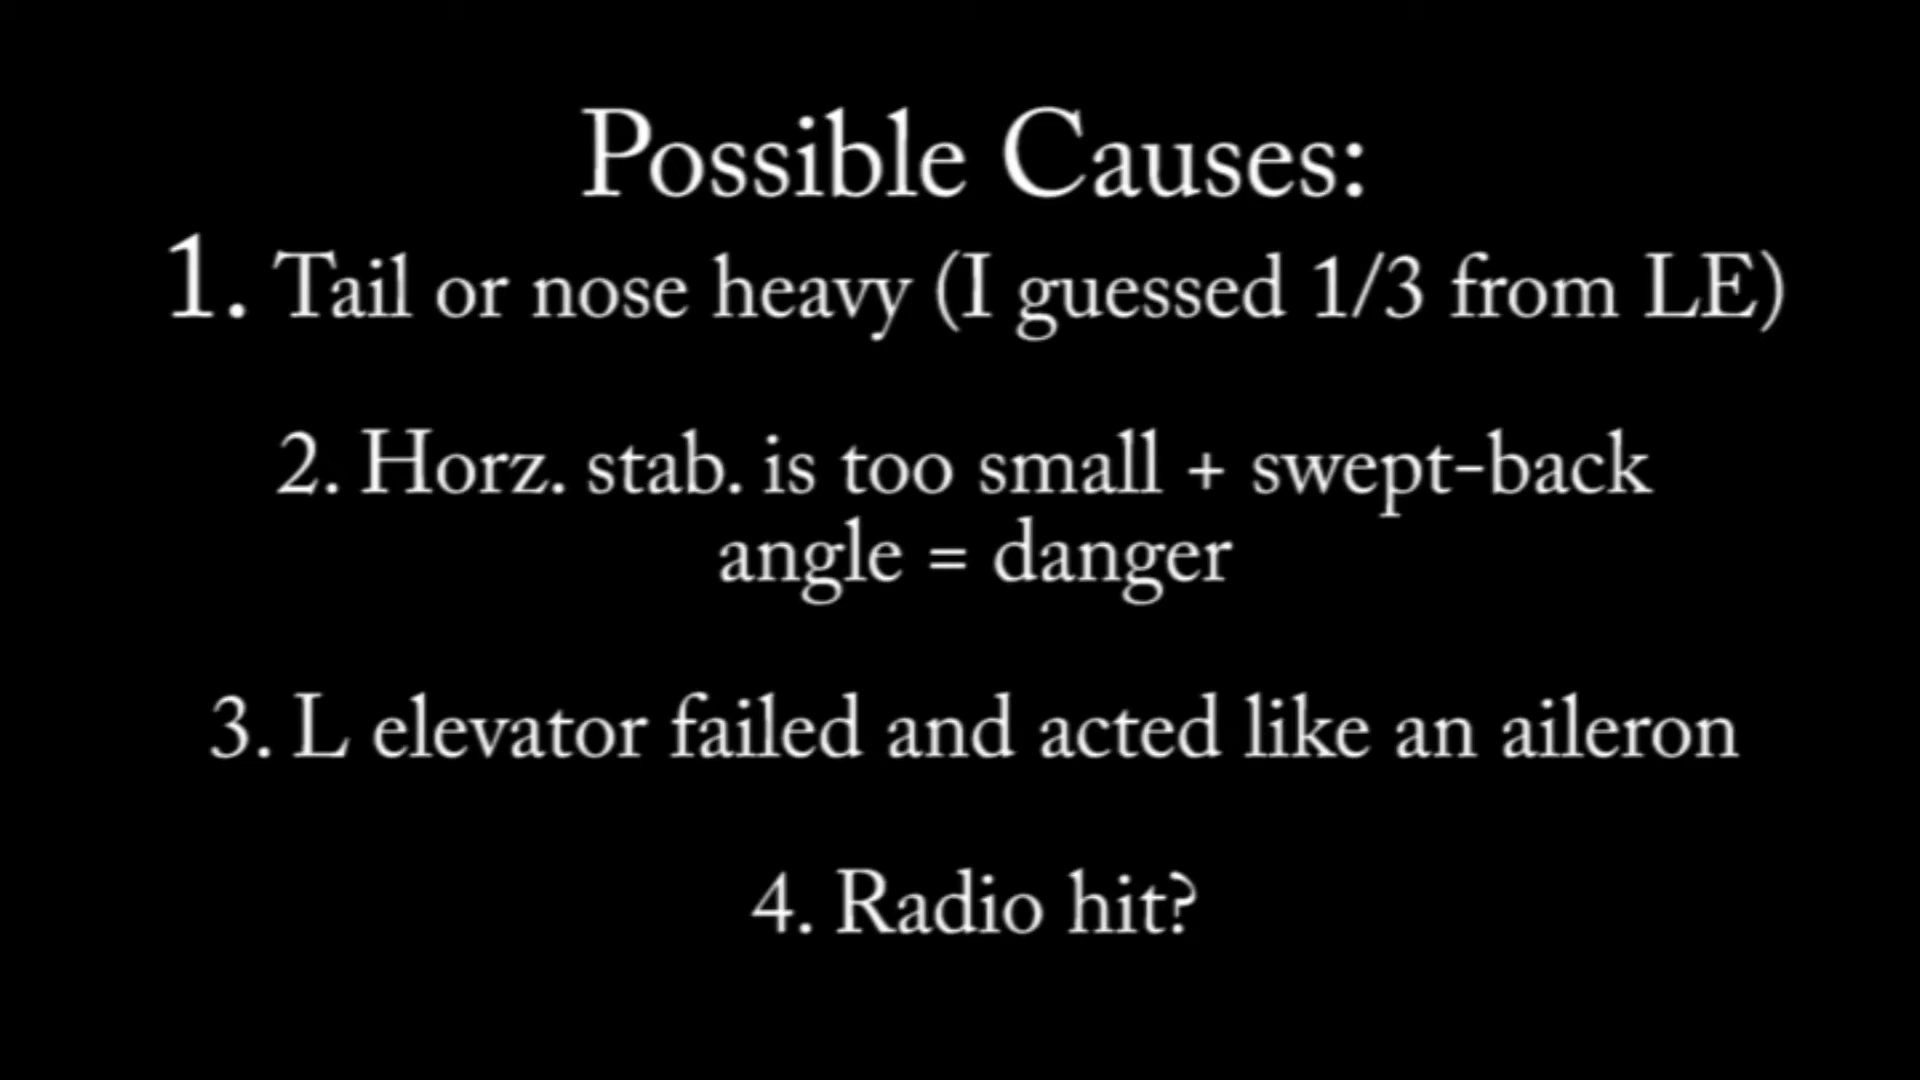 Possible Causes:
1. Tail or nose heavy (I guessed 1/3 from LE)
2. Horz. stab. is too small + swept-back
angle = danger
3. L elevator failed and acted like an aileron
4. Radio hit?